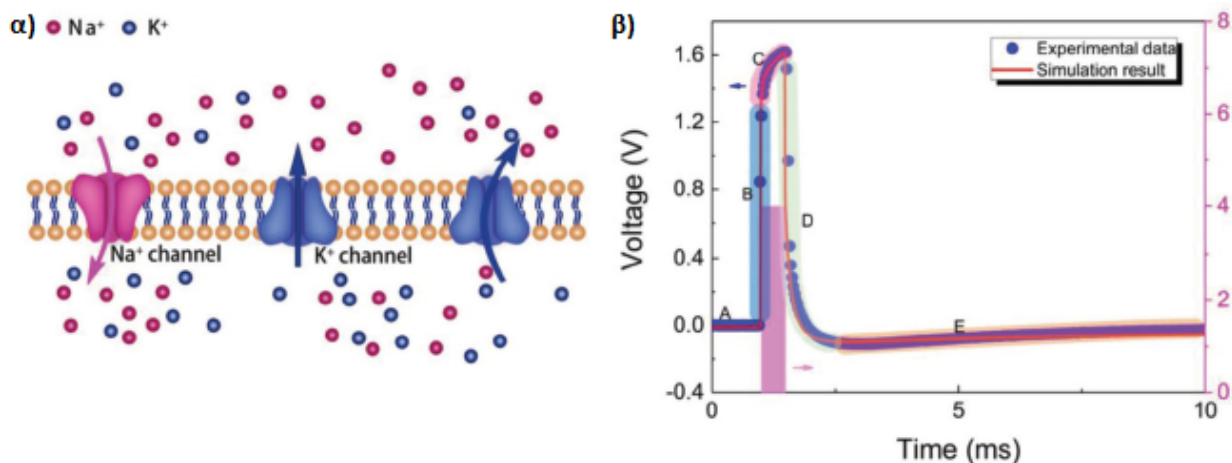 α) Na⁺ K⁺
Na⁺ channel
K⁺ channel
β)
Experimental data
Simulation result
Voltage (V)
1.6
1.2
0.8
0.4
0.0
-0.4
8
6
4
2
0
A
B
C
D
E
0
5
10
Time (ms)